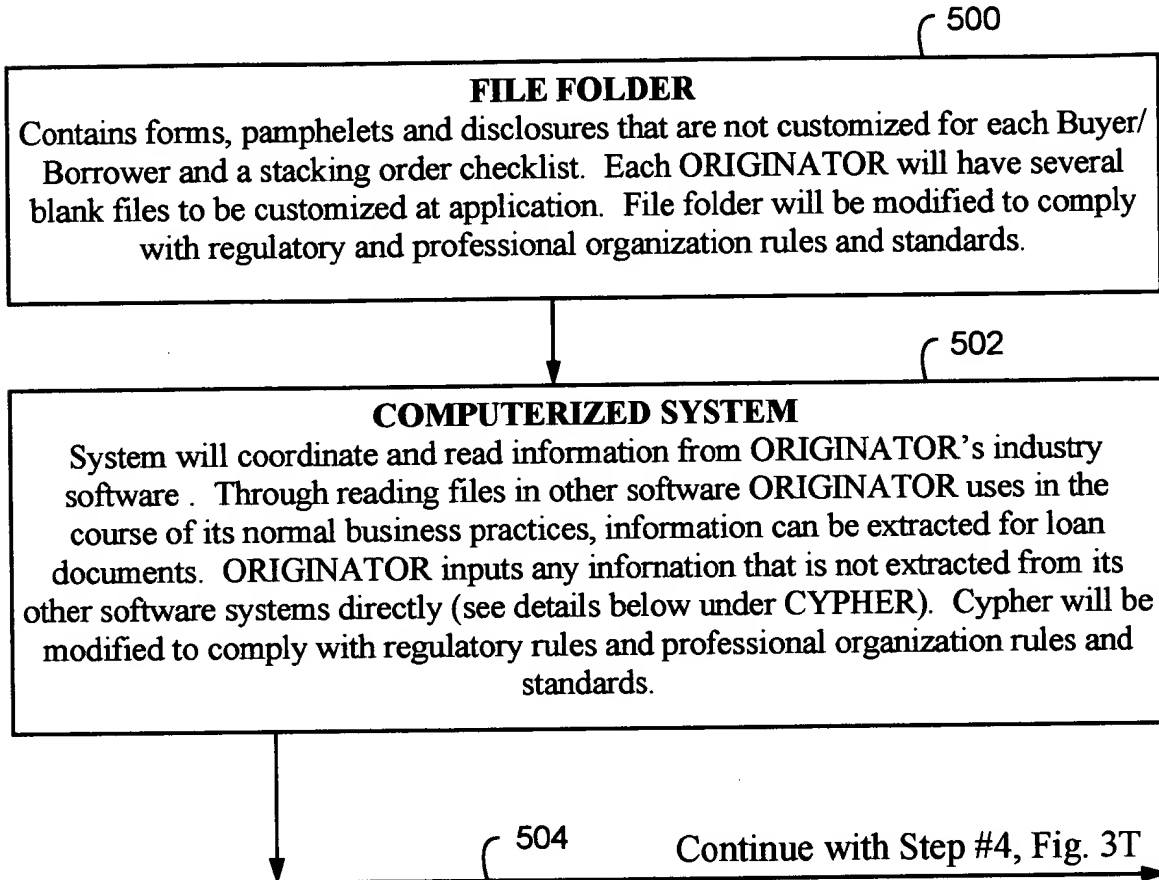 500
FILE FOLDER
Contains forms, pamphelets and disclosures that are not customized for each Buyer/
Borrower and a stacking order checklist. Each ORIGINATOR will have several
blank files to be customized at application. File folder will be modified to comply
with regulatory and professional organization rules and standards.
502
COMPUTERIZED SYSTEM
System will coordinate and read information from ORIGINATOR's industry
software . Through reading files in other software ORIGINATOR uses in the
course of its normal business practices, information can be extracted for loan
documents. ORIGINATOR inputs any infornation that is not extracted from its
other software systems directly (see details below under CYPHER). Cypher will be
modified to comply with regulatory rules and professional organization rules and
standards.
504
Continue with Step #4, Fig. 3T